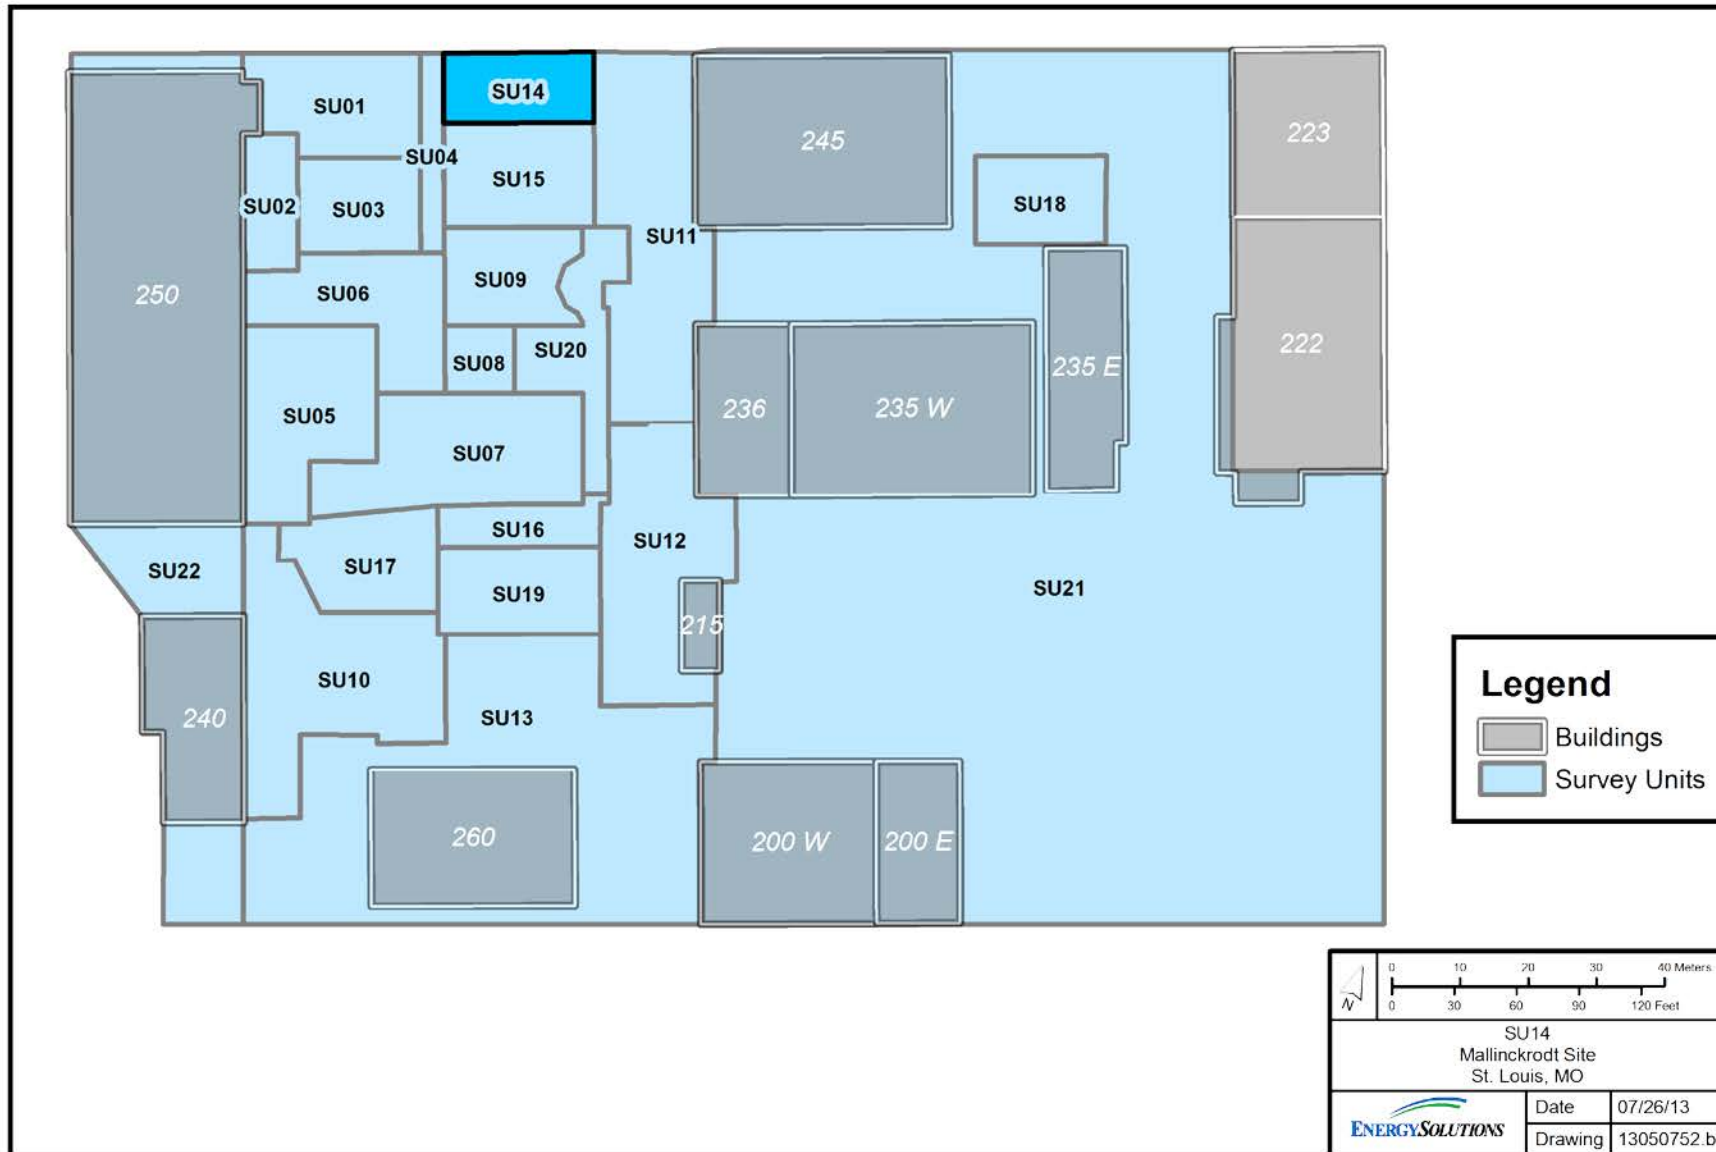 SU14
SU01
245
223
SU04
SU15
SU02
SU03
SU18
SU11
SU09
250
SU06
SU20
SU08
222
235 E
236
235 W
SU05
SU07
SU16
SU12
SU17
SU22
SU19
SU21
215
SU10
240
SU13
260
200 W
200 E
Legend
Buildings
Survey Units
0 10 20 30 40 Meters
N
0 30 60 90 120 Feet
SU14
Mallinckrodt Site
St. Louis, MO
ENERGYSOLUTIONS
Date 07/26/13
Drawing 13050752.b